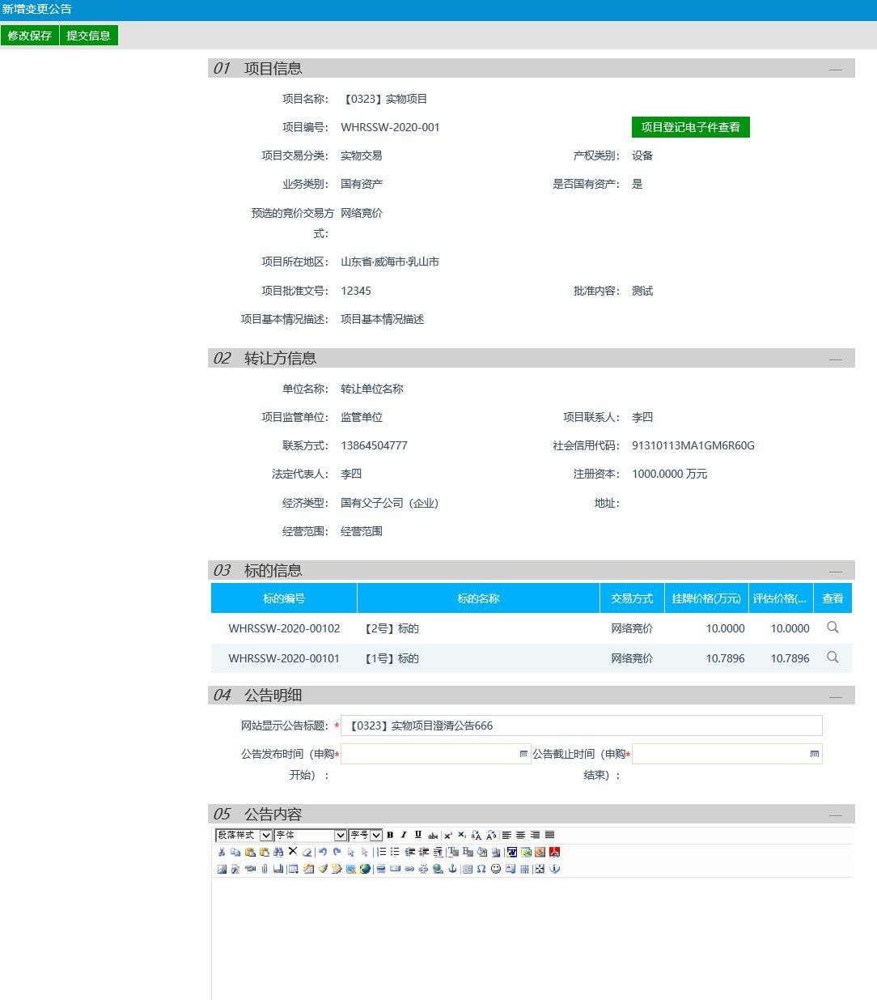 新增变更公告
修改保存 提交信息
01 项目信息
项目名称： 【0323】实物项目
项目编号： WHRSSW-2020-001 项目登记电子件查看
项目交易分类： 实物交易 产权类别： 设备
业务类别： 国有资产 是否国有资产： 是
预选的竞价交易方 网络竞价
式：
项目所在地区： 山东省·威海市·乳山市
项目批准文号： 12345 批准内容： 测试
项目基本情况描述： 项目基本情况描述
02 转让方信息
单位名称： 转让单位名称
项目监管单位： 监管单位 项目联系人： 李四
联系方式： 13864504777 社会信用代码： 91310113MA1GM6R60G
法定代表人： 李四 注册资本： 1000.0000 万元
经济类型： 国有父子公司（企业） 地址：
经营范围： 经营范围
03 标的信息
标的编号 标的名称 交易方式 挂牌价格(万元) 评估价格(... 查看
WHRSSW-2020-00102 【2号】标的 网络竞价 10.0000 10.0000
WHRSSW-2020-00101 【1号】标的 网络竞价 10.7896 10.7896
04 公告明细
网站显示公告标题： * 【0323】实物项目澄清公告666
公告发布时间（申购* 公告截止时间（申购*
开始）： 结束）：
05 公告内容
段落样式 字体 字号